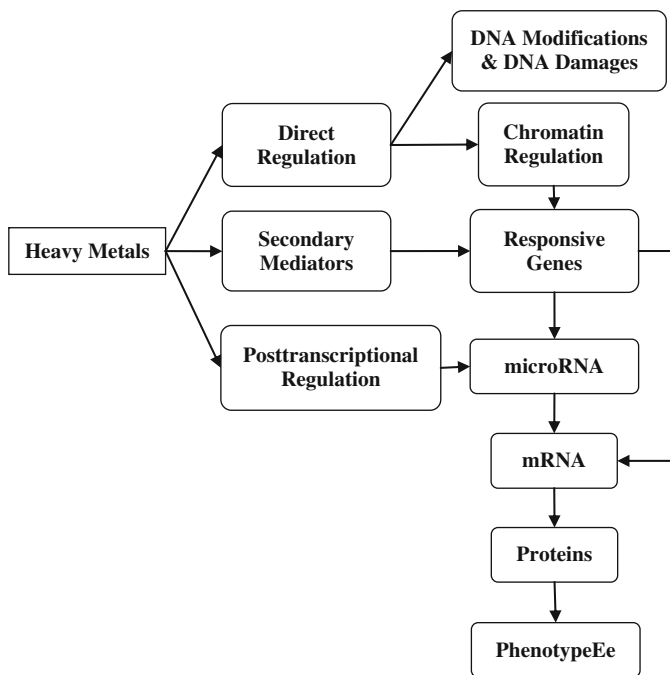 DNA Modifications
& DNA Damages
Direct
Regulation
Chromatin
Regulation
Heavy Metals
Secondary
Mediators
Responsive
Genes
Posttranscriptional
Regulation
microRNA
mRNA
Proteins
PhenotypeEe